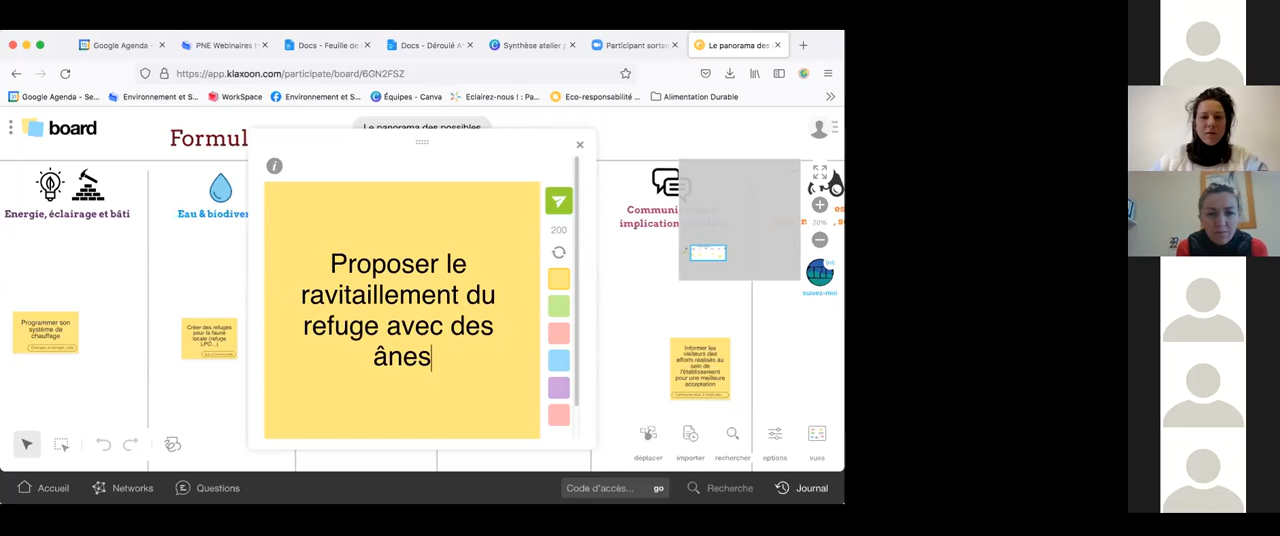 Google Agenda -
PNE Webinaires t
Docs - Feuille de
Docs - Déroulé A
Synthèse atelier
Participant sortan
Le panorama des
https://app.klaxoon.com/participate/board/6GN2FSZ
Google Agenda - Se...
Environnement et S...
WorkSpace
Environnement et S...
Équipes - Canva
Eclairez-nous ! : Pa...
Eco-responsabilité ...
Alimentation Durable
board
Formul
Le panorama des possibles
Energie, éclairage et bâti
Eau & biodiver
Communi
implication
Proposer le
ravitaillement du
refuge avec des
ânes
200
20%
suivez-moi
Programmer son
système de
chauffage
Créer des refuges
pour la faune
locale (refuge
LPO...)
Informer les
visiteurs des
efforts réalisés au
sein de
l'établissement
pour une meilleure
acceptation
déplacer
importer
rechercher
options
vues
Accueil
Networks
Questions
Code d'accès...
go
Recherche
Journal